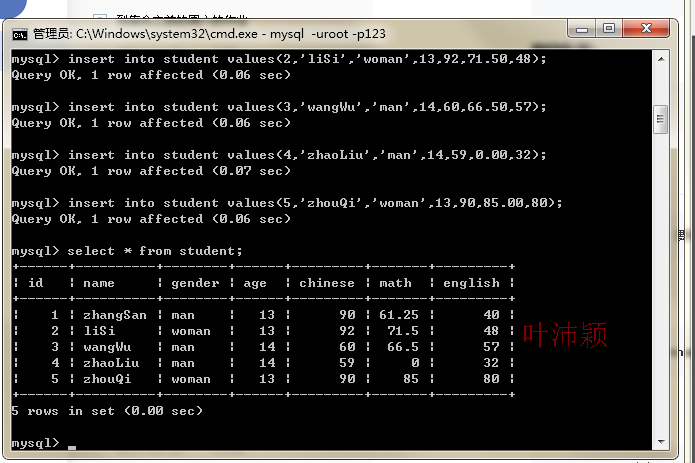 管理员: C:\Windows\system32\cmd.exe - mysql  -uroot -p123
mysql> insert into student values(2,'liSi','woman',13,92,71.50,48);
Query OK, 1 row affected (0.06 sec)
mysql> insert into student values(3,'wangWu','man',14,60,66.50,57);
Query OK, 1 row affected (0.06 sec)
mysql> insert into student values(4,'zhaoLiu','man',14,59,0.00,32);
Query OK, 1 row affected (0.07 sec)
mysql> insert into student values(5,'zhouQi','woman',13,90,85.00,80);
Query OK, 1 row affected (0.06 sec)
mysql> select * from student;
+------+----------+--------+------+---------+-------+---------+
| id   | name     | gender | age  | chinese | math  | english |
+------+----------+--------+------+---------+-------+---------+
|    1 | zhangSan | man    |   13 |      90 | 61.25 |      40 |
|    2 | liSi     | woman  |   13 |      92 |  71.5 |      48 |
|    3 | wangWu   | man    |   14 |      60 |  66.5 |      57 |
|    4 | zhaoLiu  | man    |   14 |      59 |     0 |      32 |
|    5 | zhouQi   | woman  |   13 |      90 |    85 |      80 |
+------+----------+--------+------+---------+-------+---------+
叶沛颖
5 rows in set (0.00 sec)
mysql> _